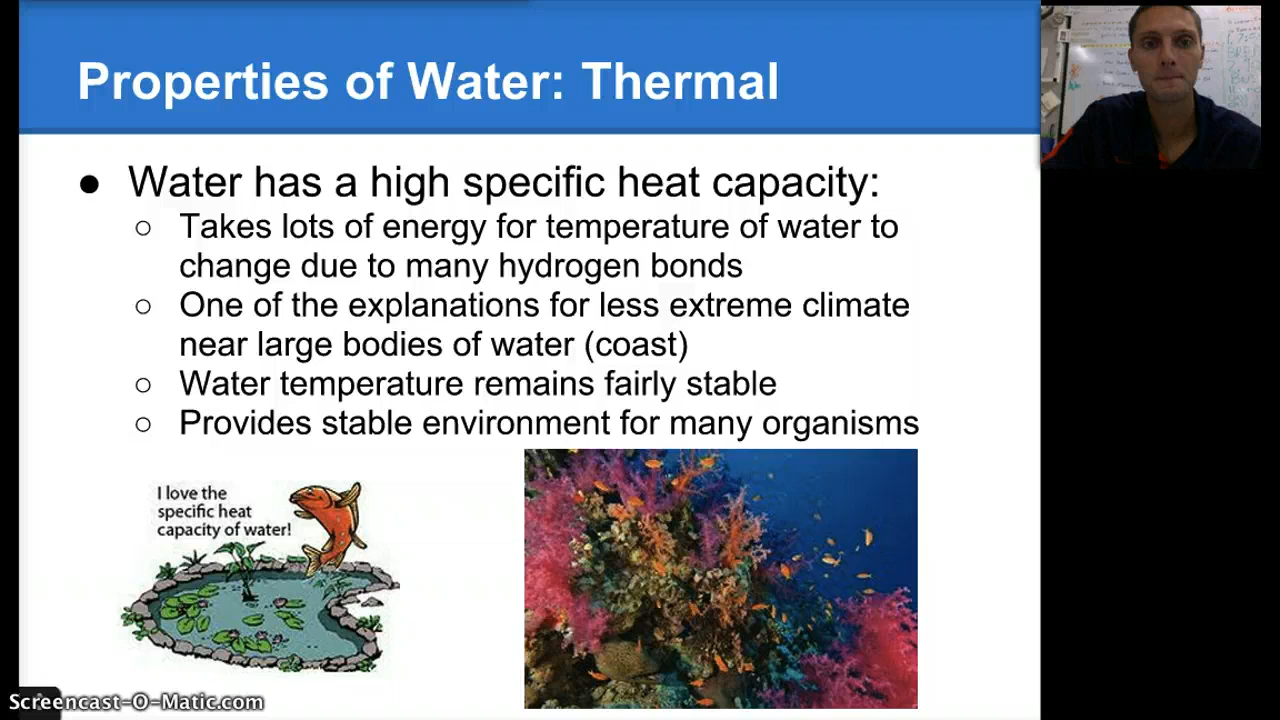 Properties of Water: Thermal
● Water has a high specific heat capacity:
○ Takes lots of energy for temperature of water to
change due to many hydrogen bonds
○ One of the explanations for less extreme climate
near large bodies of water (coast)
○ Water temperature remains fairly stable
○ Provides stable environment for many organisms
I love the
specific heat
capacity of water!
Screencast-O-Matic.com